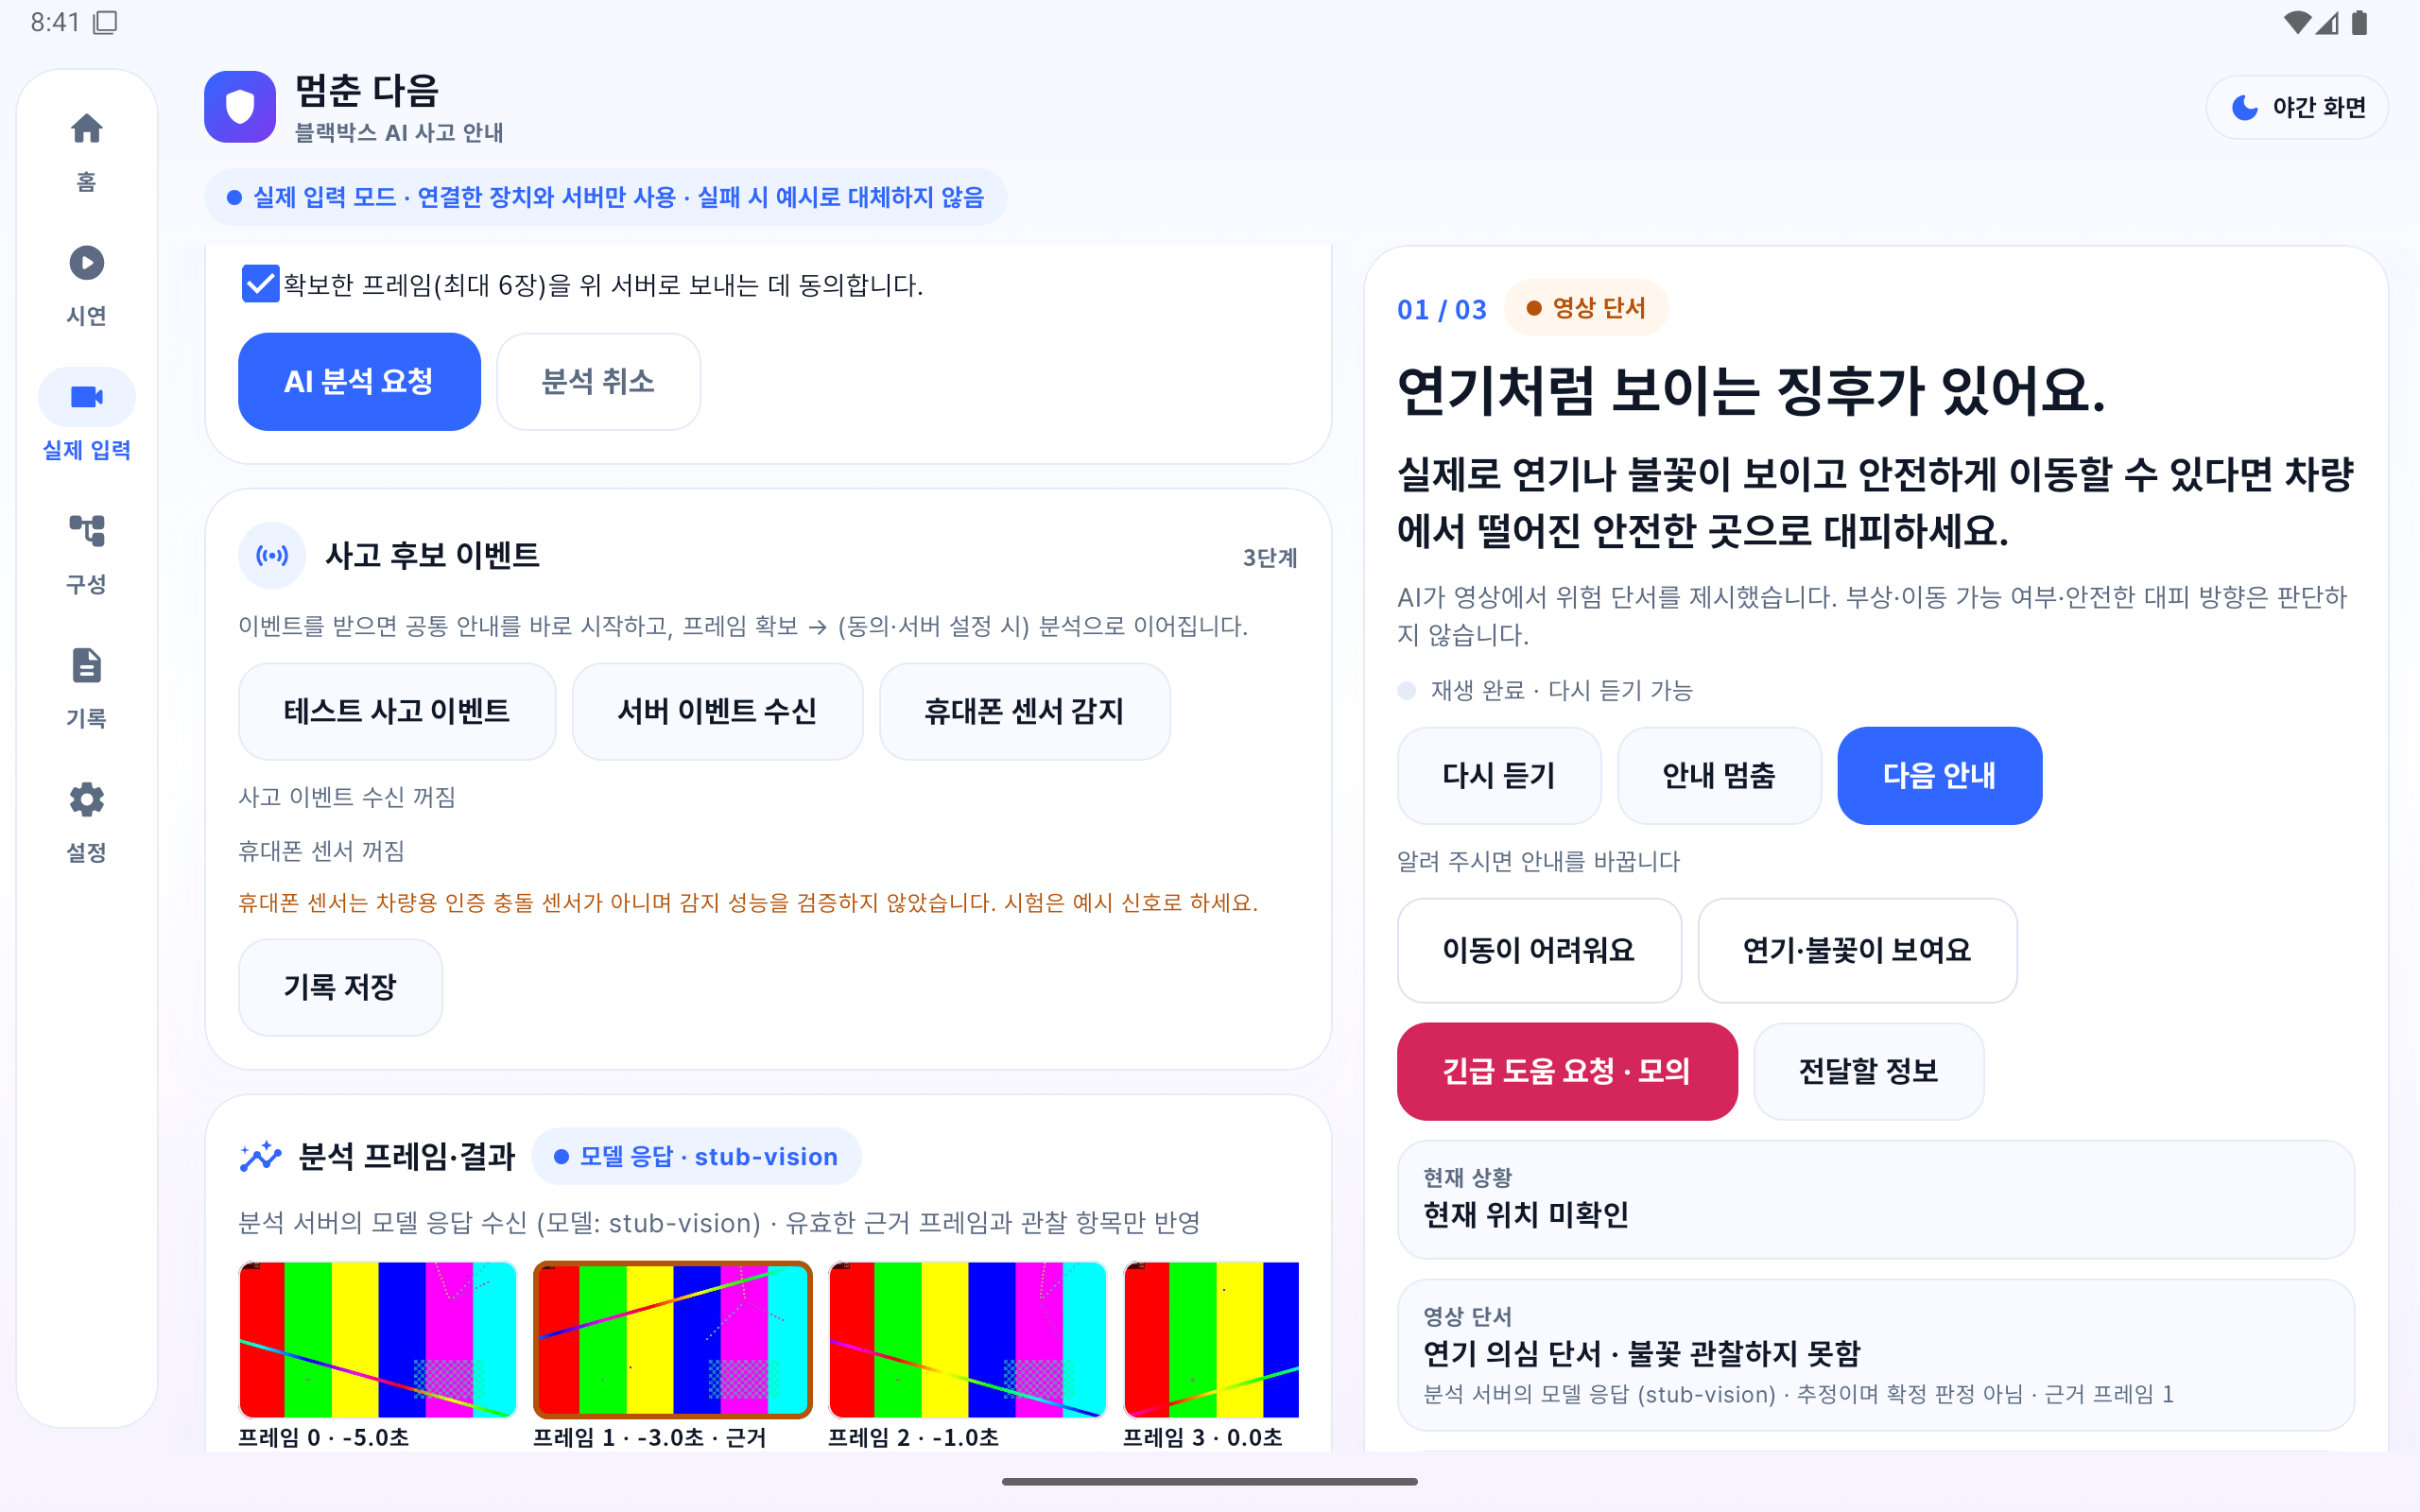 8:41
멈춘 다음
블랙박스 AI 사고 안내
야간 화면
실제 입력 모드 · 연결한 장치와 서버만 사용 · 실패 시 예시로 대체하지 않음
홈
시연
실제 입력
구성
기록
설정
확보한 프레임(최대 6장)을 위 서버로 보내는 데 동의합니다.
AI 분석 요청
분석 취소
사고 후보 이벤트
3단계
이벤트를 받으면 공통 안내를 바로 시작하고, 프레임 확보 → (동의·서버 설정 시) 분석으로 이어집니다.
테스트 사고 이벤트
서버 이벤트 수신
휴대폰 센서 감지
사고 이벤트 수신 꺼짐
휴대폰 센서 꺼짐
휴대폰 센서는 차량용 인증 충돌 센서가 아니며 감지 성능을 검증하지 않았습니다. 시험은 예시 신호로 하세요.
기록 저장
분석 프레임·결과
모델 응답 · stub-vision
분석 서버의 모델 응답 수신 (모델: stub-vision) · 유효한 근거 프레임과 관찰 항목만 반영
프레임 0 · -5.0초
프레임 1 · -3.0초 · 근거
프레임 2 · -1.0초
프레임 3 · 0.0초
01 / 03
영상 단서
연기처럼 보이는 징후가 있어요.
실제로 연기나 불꽃이 보이고 안전하게 이동할 수 있다면 차량
에서 떨어진 안전한 곳으로 대피하세요.
AI가 영상에서 위험 단서를 제시했습니다. 부상·이동 가능 여부·안전한 대피 방향은 판단하
지 않습니다.
재생 완료 · 다시 듣기 가능
다시 듣기
안내 멈춤
다음 안내
알려 주시면 안내를 바꿉니다
이동이 어려워요
연기·불꽃이 보여요
긴급 도움 요청 · 모의
전달할 정보
현재 상황
현재 위치 미확인
영상 단서
연기 의심 단서 · 불꽃 관찰하지 못함
분석 서버의 모델 응답 (stub-vision) · 추정이며 확정 판정 아님 · 근거 프레임 1